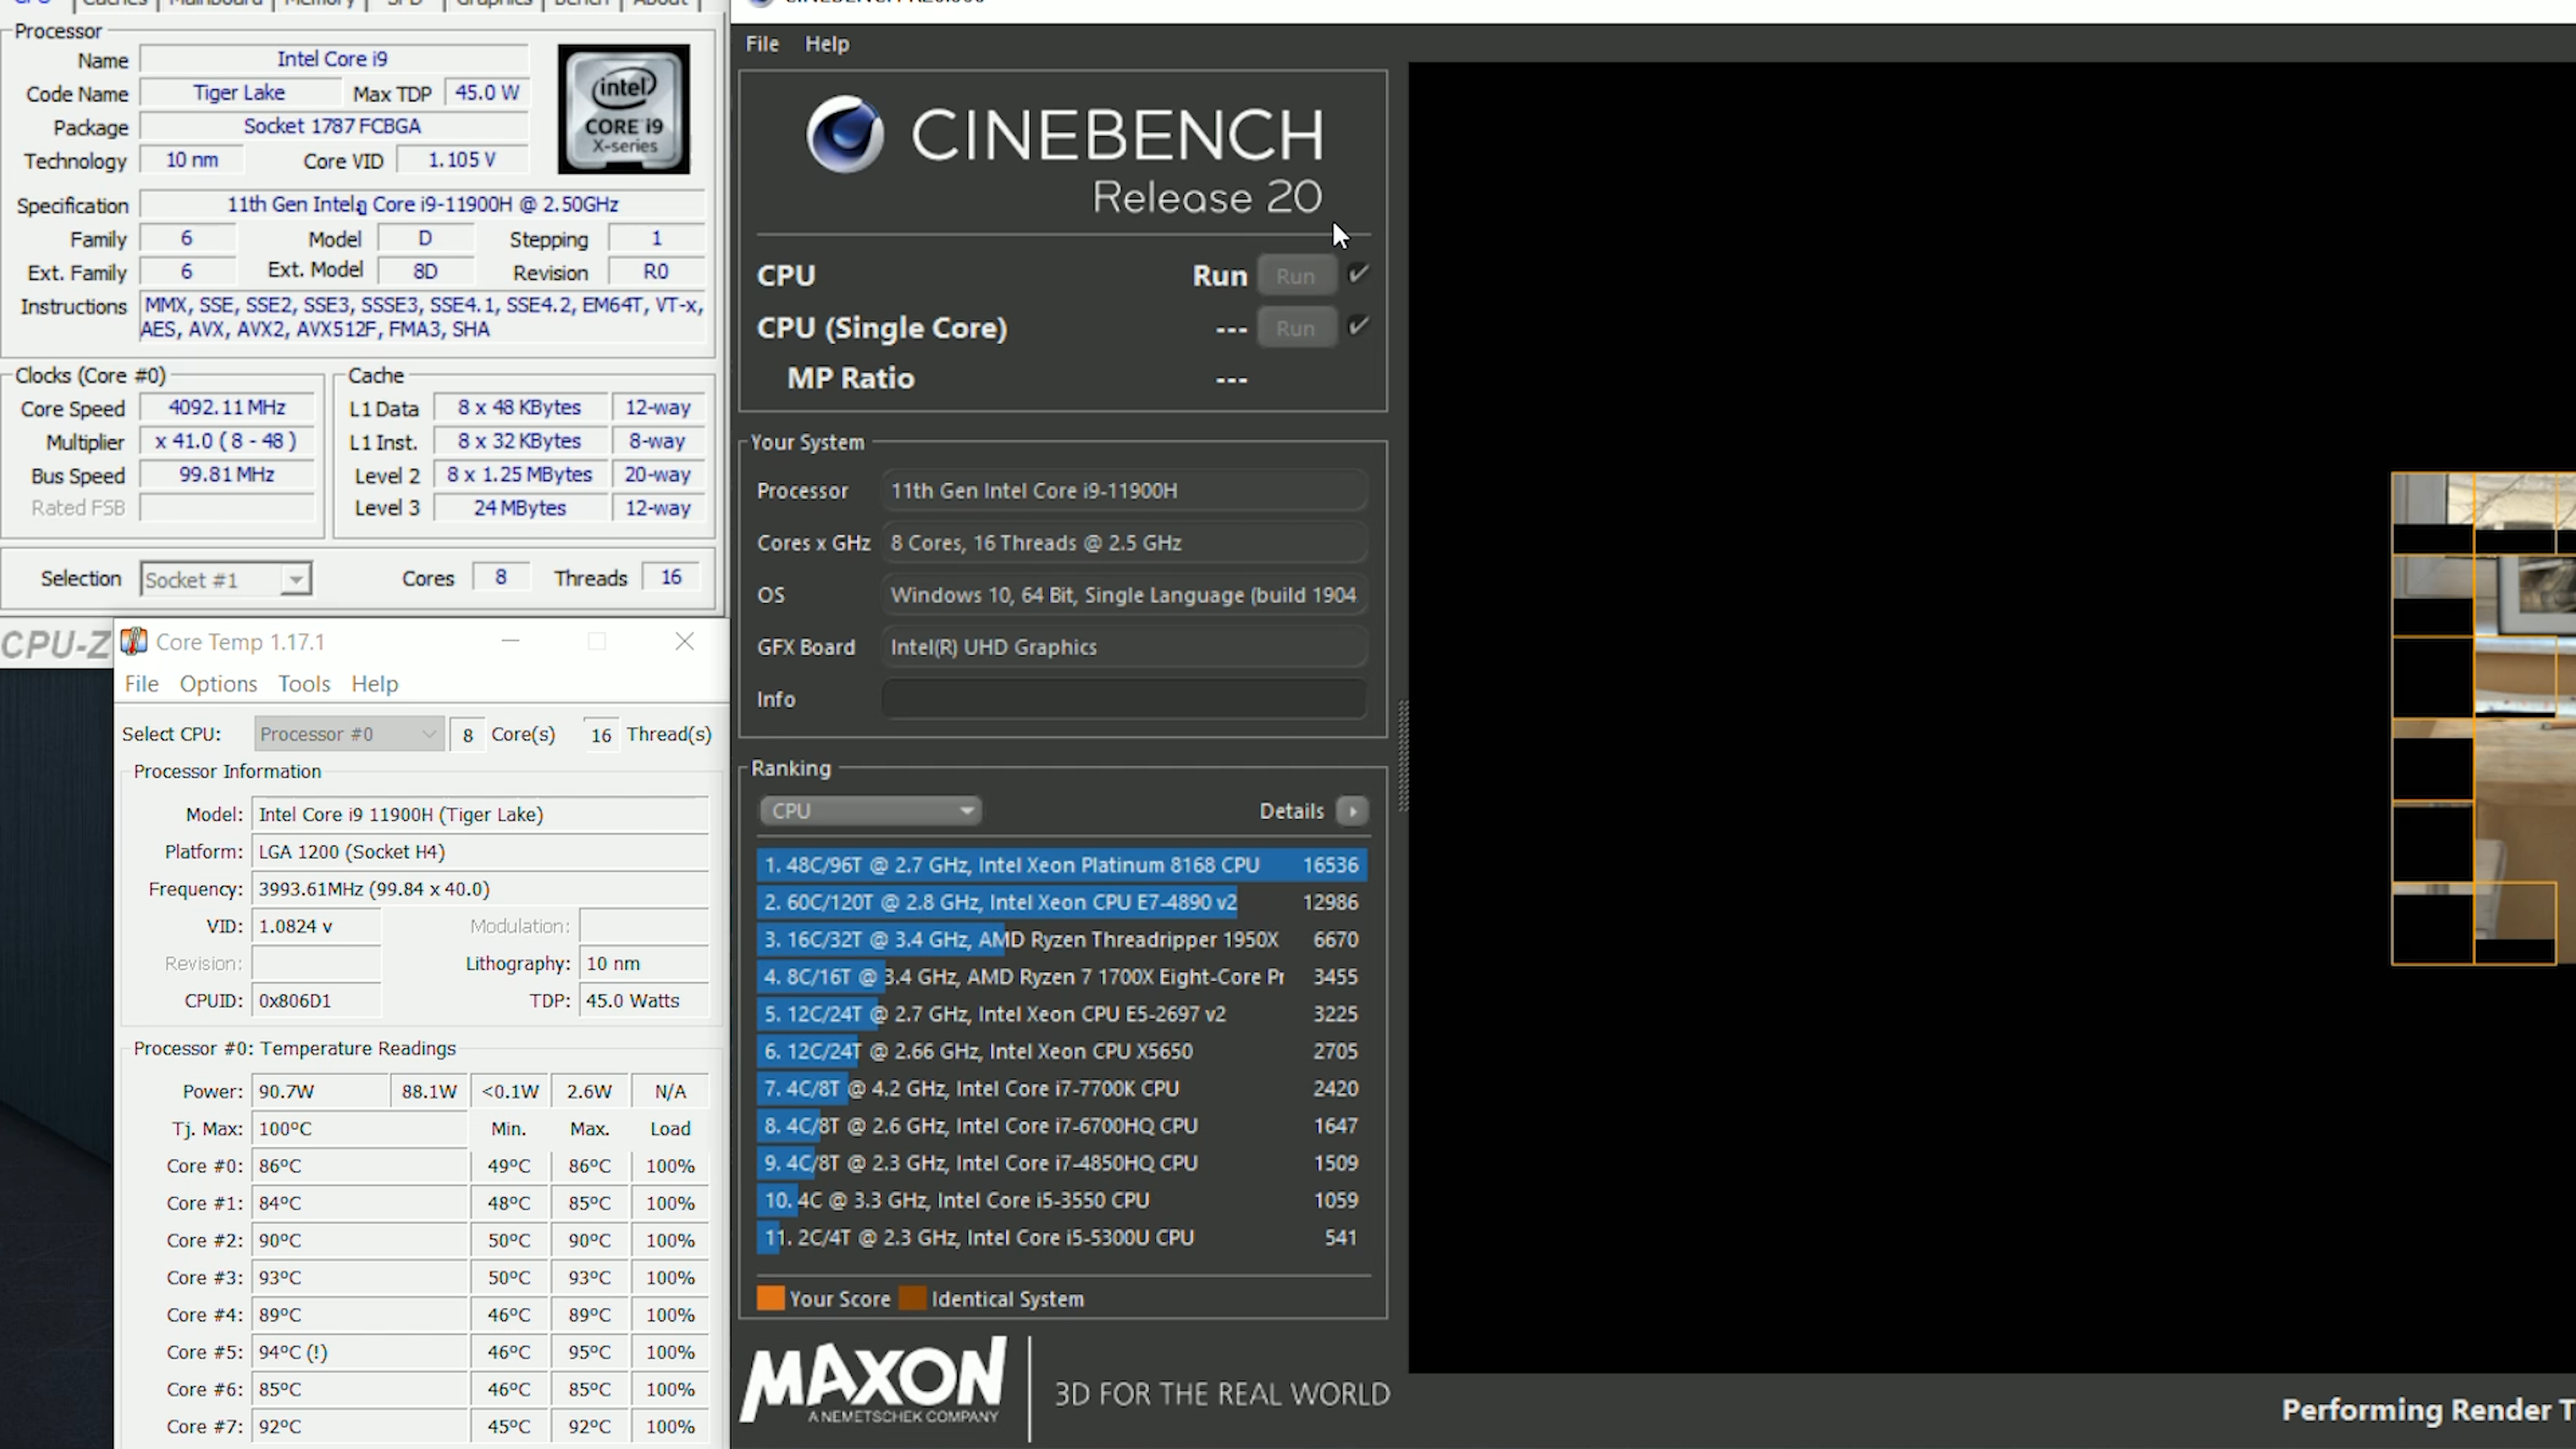 Processor
Name Intel Core i9
Code Name Tiger Lake Max TDP 45.0 W
Package Socket 1787 FCBGA
Technology 10 nm Core VID 1.105 V
intel
CORE i9
X-series
Specification 11th Gen Intelฎ Core i9-11900H @ 2.50GHz
Family 6 Model D Stepping 1
Ext. Family 6 Ext. Model 8D Revision R0
Instructions MMX, SSE, SSE2, SSE3, SSSE3, SSE4.1, SSE4.2, EM64T, VT-x,
AES, AVX, AVX2, AVX512F, FMA3, SHA
Clocks (Core #0)
Core Speed 4092.11 MHz
Multiplier x 41.0 ( 8 - 48 )
Bus Speed 99.81 MHz
Rated FSB
Cache
L1 Data 8 x 48 KBytes 12-way
L1 Inst. 8 x 32 KBytes 8-way
Level 2 8 x 1.25 MBytes 20-way
Level 3 24 MBytes 12-way
Selection Socket #1 Cores 8 Threads 16
CPU-Z
Core Temp 1.17.1
File Options Tools Help
Select CPU: Processor #0 8 Core(s) 16 Thread(s)
Processor Information
Model: Intel Core i9 11900H (Tiger Lake)
Platform: LGA 1200 (Socket H4)
Frequency: 3993.61MHz (99.84 x 40.0)
VID: 1.0824 v Modulation:
Revision: Lithography: 10 nm
CPUID: 0x806D1 TDP: 45.0 Watts
Processor #0: Temperature Readings
Power: 90.7W 88.1W <0.1W 2.6W N/A
Tj. Max: 100°C Min. Max. Load
Core #0: 86°C 49°C 86°C 100%
Core #1: 84°C 48°C 85°C 100%
Core #2: 90°C 50°C 90°C 100%
Core #3: 93°C 50°C 93°C 100%
Core #4: 89°C 46°C 89°C 100%
Core #5: 94°C (!) 46°C 95°C 100%
Core #6: 85°C 46°C 85°C 100%
Core #7: 92°C 45°C 92°C 100%
File Help
CINEBENCH
Release 20
CPU Run Run
CPU (Single Core) --- Run
MP Ratio ---
Your System
Processor 11th Gen Intel Core i9-11900H
Cores x GHz 8 Cores, 16 Threads @ 2.5 GHz
OS Windows 10, 64 Bit, Single Language (build 1904
GFX Board Intel(R) UHD Graphics
Info
Ranking
CPU Details
1. 48C/96T @ 2.7 GHz, Intel Xeon Platinum 8168 CPU 16536
2. 60C/120T @ 2.8 GHz, Intel Xeon CPU E7-4890 v2 12986
3. 16C/32T @ 3.4 GHz, AMD Ryzen Threadripper 1950X 6670
4. 8C/16T @ 3.4 GHz, AMD Ryzen 7 1700X Eight-Core Pr 3455
5. 12C/24T @ 2.7 GHz, Intel Xeon CPU E5-2697 v2 3225
6. 12C/24T @ 2.66 GHz, Intel Xeon CPU X5650 2705
7. 4C/8T @ 4.2 GHz, Intel Core i7-7700K CPU 2420
8. 4C/8T @ 2.6 GHz, Intel Core i7-6700HQ CPU 1647
9. 4C/8T @ 2.3 GHz, Intel Core i7-4850HQ CPU 1509
10. 4C @ 3.3 GHz, Intel Core i5-3550 CPU 1059
11. 2C/4T @ 2.3 GHz, Intel Core i5-5300U CPU 541
Your Score Identical System
MAXON
A NEMETSCHEK COMPANY
3D FOR THE REAL WORLD
Performing Render T